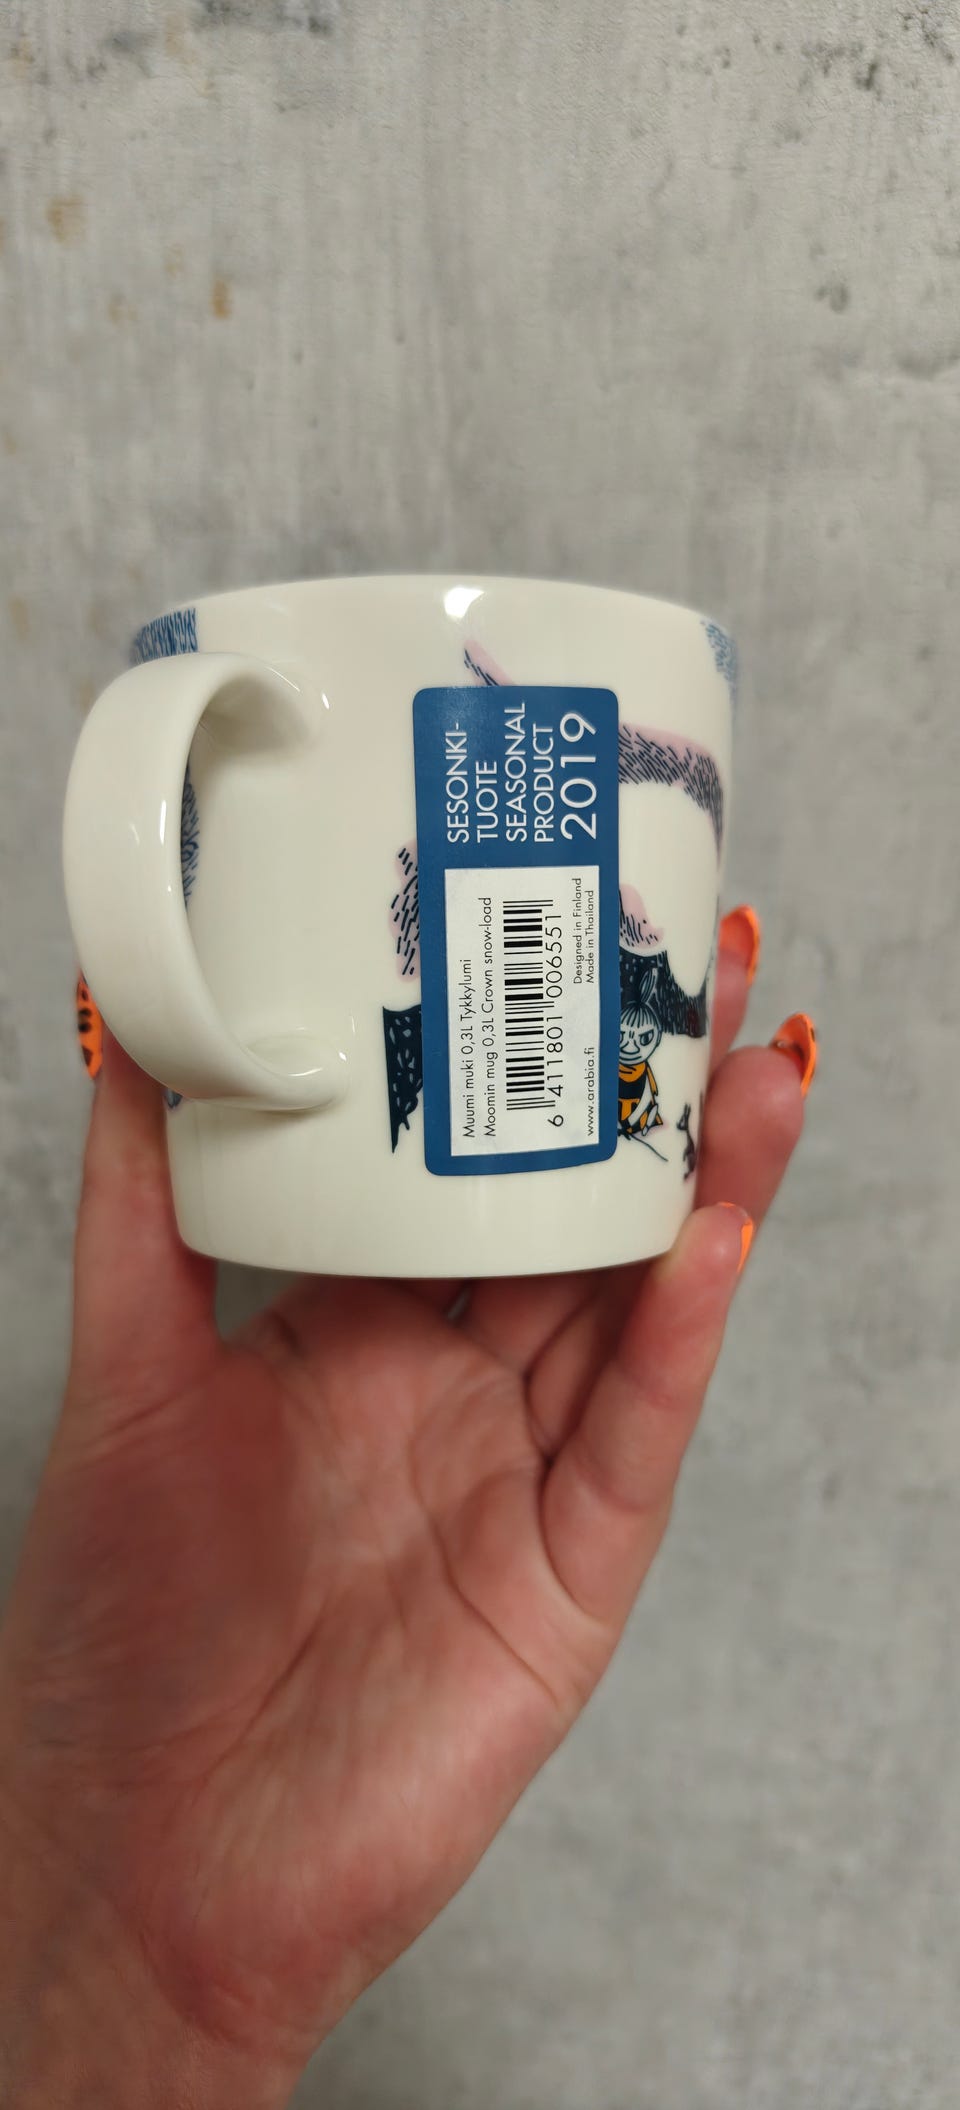 SESONKI-
TUOTE
SEASONAL
PRODUCT
2019
Muumi muki 0,3L Tykkylumi
Moomin mug 0,3L Crown snow-load
6 411801 006551
Designed in Finland
Made in Thailand
www.arabia.fi